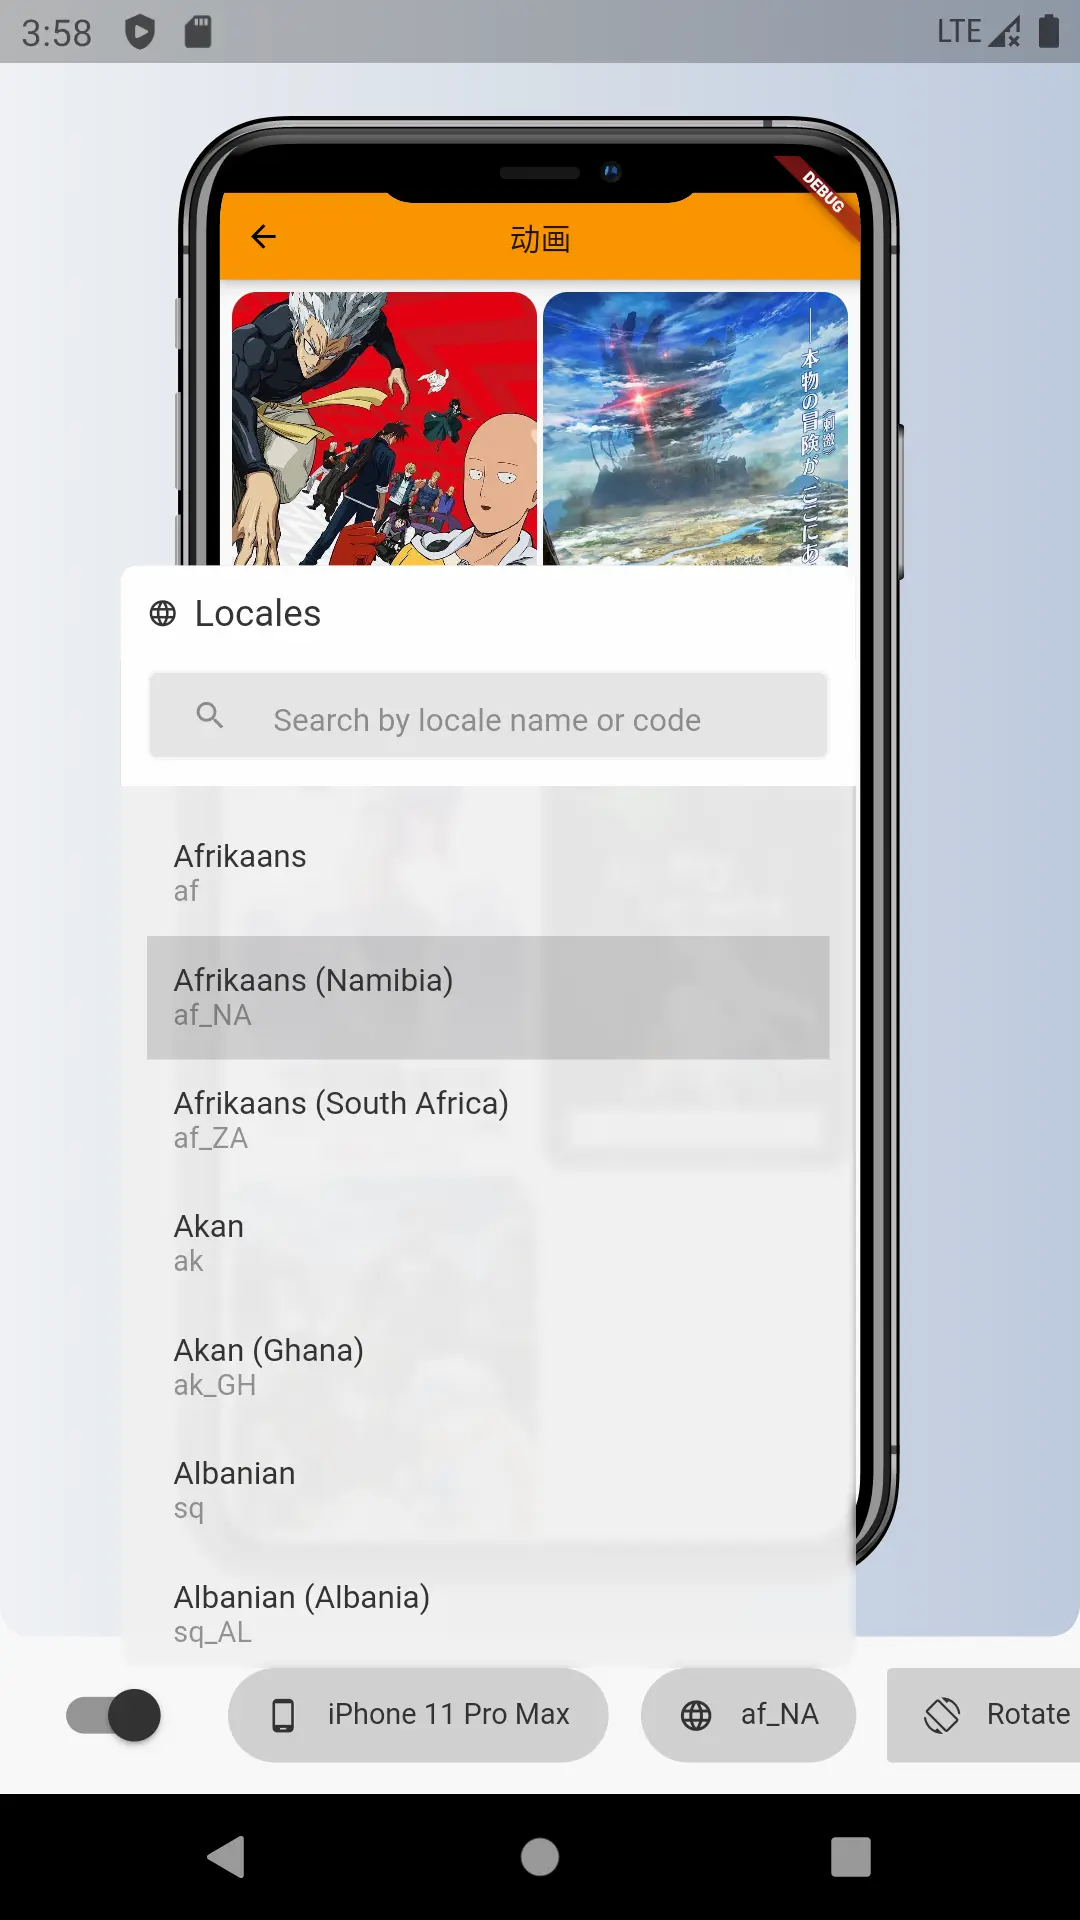 3:58
LTE
DEBUG
动画
本物の冒険が、ここにあ
《刺激》
Locales
Search by locale name or code
Afrikaans
af
Afrikaans (Namibia)
af_NA
Afrikaans (South Africa)
af_ZA
Akan
ak
Akan (Ghana)
ak_GH
Albanian
sq
Albanian (Albania)
sq_AL
iPhone 11 Pro Max
af_NA
Rotate